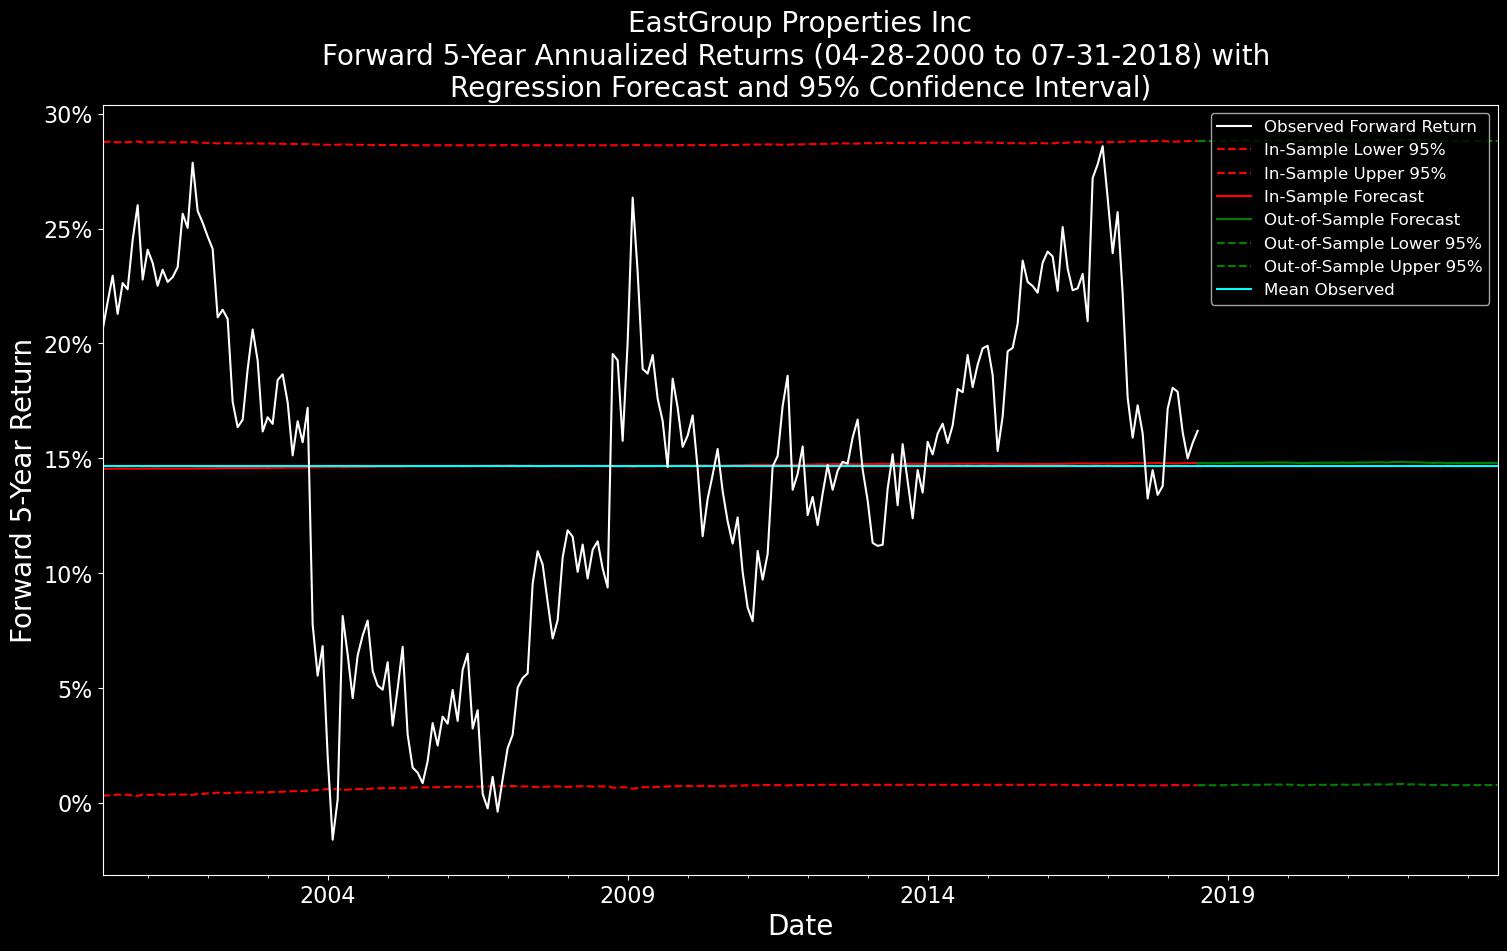 EastGroup Properties Inc
Forward 5-Year Annualized Returns (04-28-2000 to 07-31-2018) with
Regression Forecast and 95% Confidence Interval)
Forward 5-Year Return
30%
25%
20%
15%
10%
5%
0%
Observed Forward Return
In-Sample Lower 95%
In-Sample Upper 95%
In-Sample Forecast
Out-of-Sample Forecast
Out-of-Sample Lower 95%
Out-of-Sample Upper 95%
Mean Observed
2004 2009 2014 2019
Date